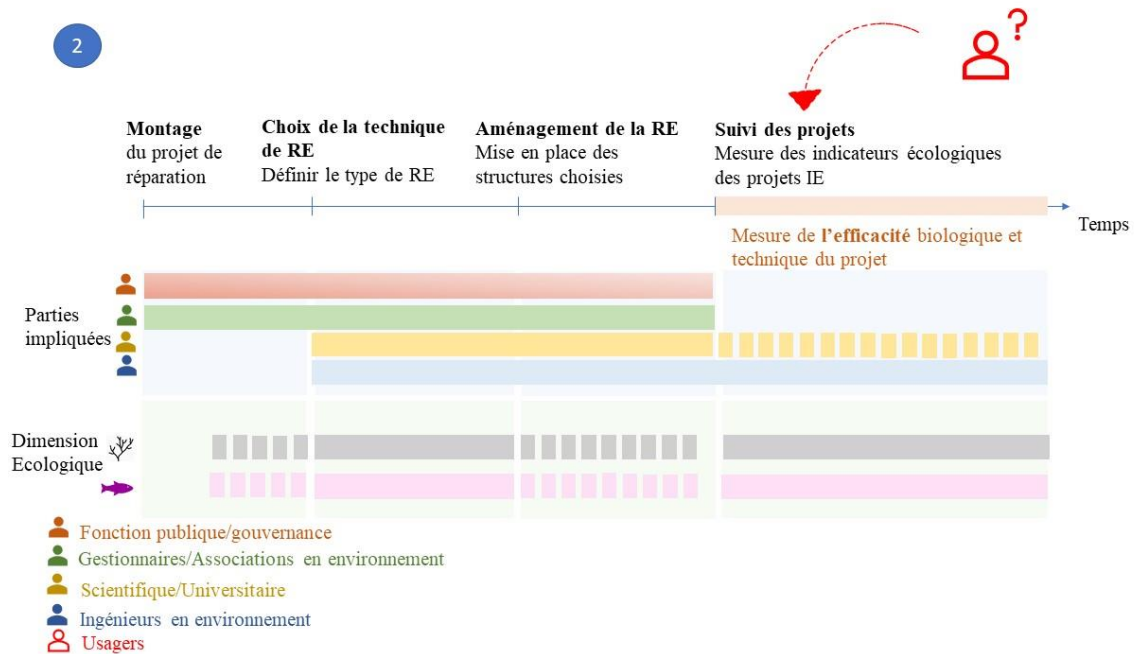 2
?
Montage
du projet de
réparation
Choix de la technique
de RE
Définir le type de RE
Aménagement de la RE
Mise en place des
structures choisies
Suivi des projets
Mesure des indicateurs écologiques
des projets IE
Temps
Mesure de l'efficacité biologique et
technique du projet
Parties
impliquées
Dimension
Ecologique
Fonction publique/gouvernance
Gestionnaires/Associations en environnement
Scientifique/Universitaire
Ingénieurs en environnement
Usagers